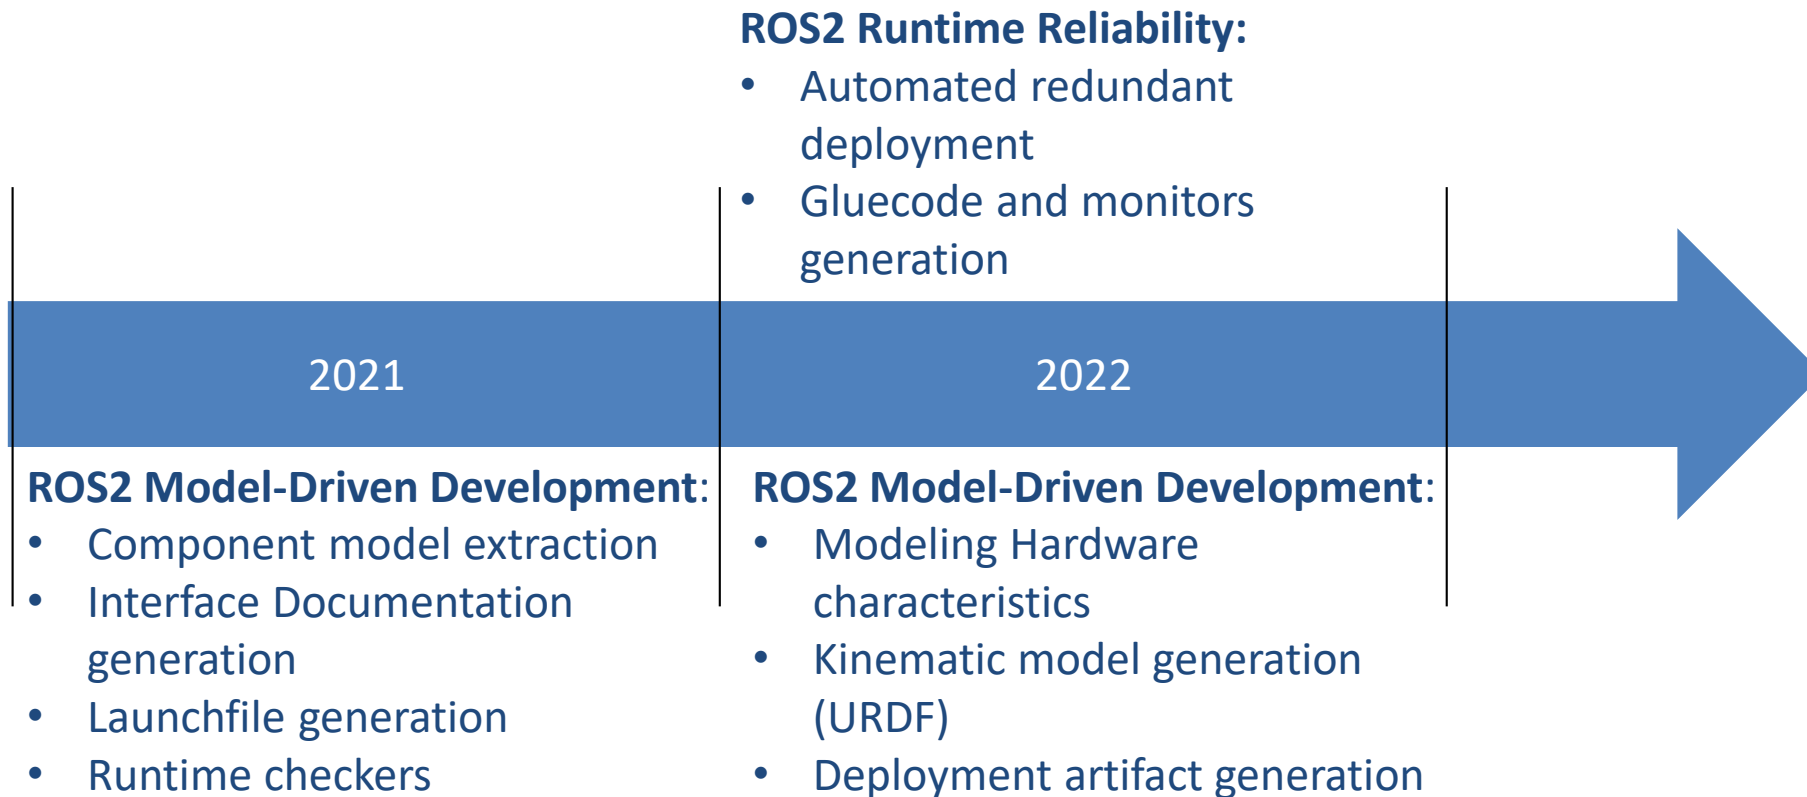 ROS2 Runtime Reliability:
• Automated redundant
deployment
• Gluecode and monitors
generation
2021
2022
ROS2 Model-Driven Development:
• Component model extraction
• Interface Documentation
generation
• Launchfile generation
• Runtime checkers
ROS2 Model-Driven Development:
• Modeling Hardware
characteristics
• Kinematic model generation
(URDF)
• Deployment artifact generation